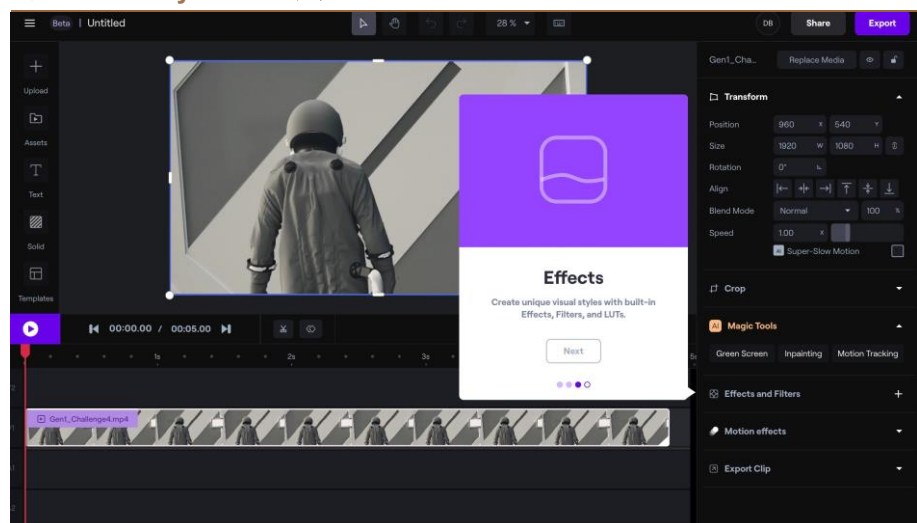 Beta | Untitled
28 %
DB
Share
Export
Upload
Assets
Text
Solid
Templates
Gen1_Cha...
Replace Media
Transform
Position 960 X 540 Y
Size 1920 W 1080 H
Rotation 0°
Align
Blend Mode Normal 100 %
Speed 1.00 x
AI Super-Slow Motion
Crop
AI Magic Tools
Green Screen Inpainting Motion Tracking
Effects and Filters
Motion effects
Export Clip
Effects
Create unique visual styles with built-in
Effects, Filters, and LUTs.
Next
00:00.00 / 00:05.00
1s 2s 3s
Gen1_Challenge4.mp4